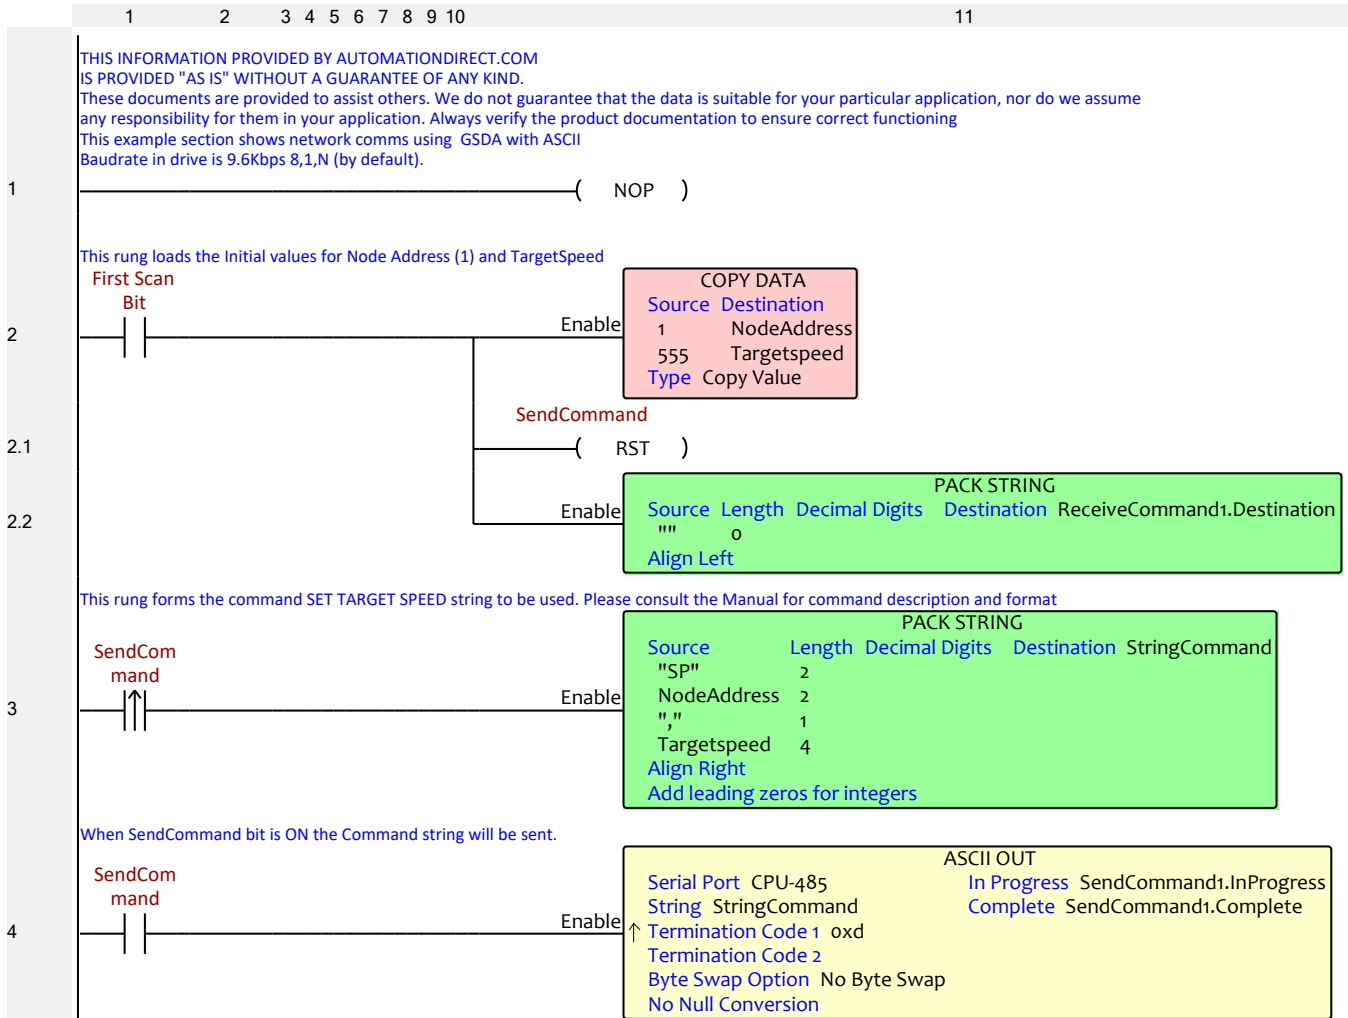 1 2 3 4 5 6 7 8 9 10 11
THIS INFORMATION PROVIDED BY AUTOMATIONDIRECT.COM
IS PROVIDED "AS IS" WITHOUT A GUARANTEE OF ANY KIND.
These documents are provided to assist others. We do not guarantee that the data is suitable for your particular application, nor do we assume
any responsibility for them in your application. Always verify the product documentation to ensure correct functioning
This example section shows network comms using  GSDA with ASCII
Baudrate in drive is 9.6Kbps 8,1,N (by default).
1
( NOP )
This rung loads the Initial values for Node Address (1) and TargetSpeed
First Scan
Bit
2
Enable
COPY DATA
Source Destination
1 NodeAddress
555 Targetspeed
Type Copy Value
SendCommand
2.1
( RST )
2.2
Enable
PACK STRING
Source Length Decimal Digits Destination ReceiveCommand1.Destination
"" 0
Align Left
This rung forms the command SET TARGET SPEED string to be used. Please consult the Manual for command description and format
SendCom
mand
3
Enable
PACK STRING
Source Length Decimal Digits Destination StringCommand
"SP" 2
NodeAddress 2
"," 1
Targetspeed 4
Align Right
Add leading zeros for integers
When SendCommand bit is ON the Command string will be sent.
SendCom
mand
4
Enable
ASCII OUT
Serial Port CPU-485 In Progress SendCommand1.InProgress
String StringCommand Complete SendCommand1.Complete
↑ Termination Code 1 0xd
Termination Code 2
Byte Swap Option No Byte Swap
No Null Conversion